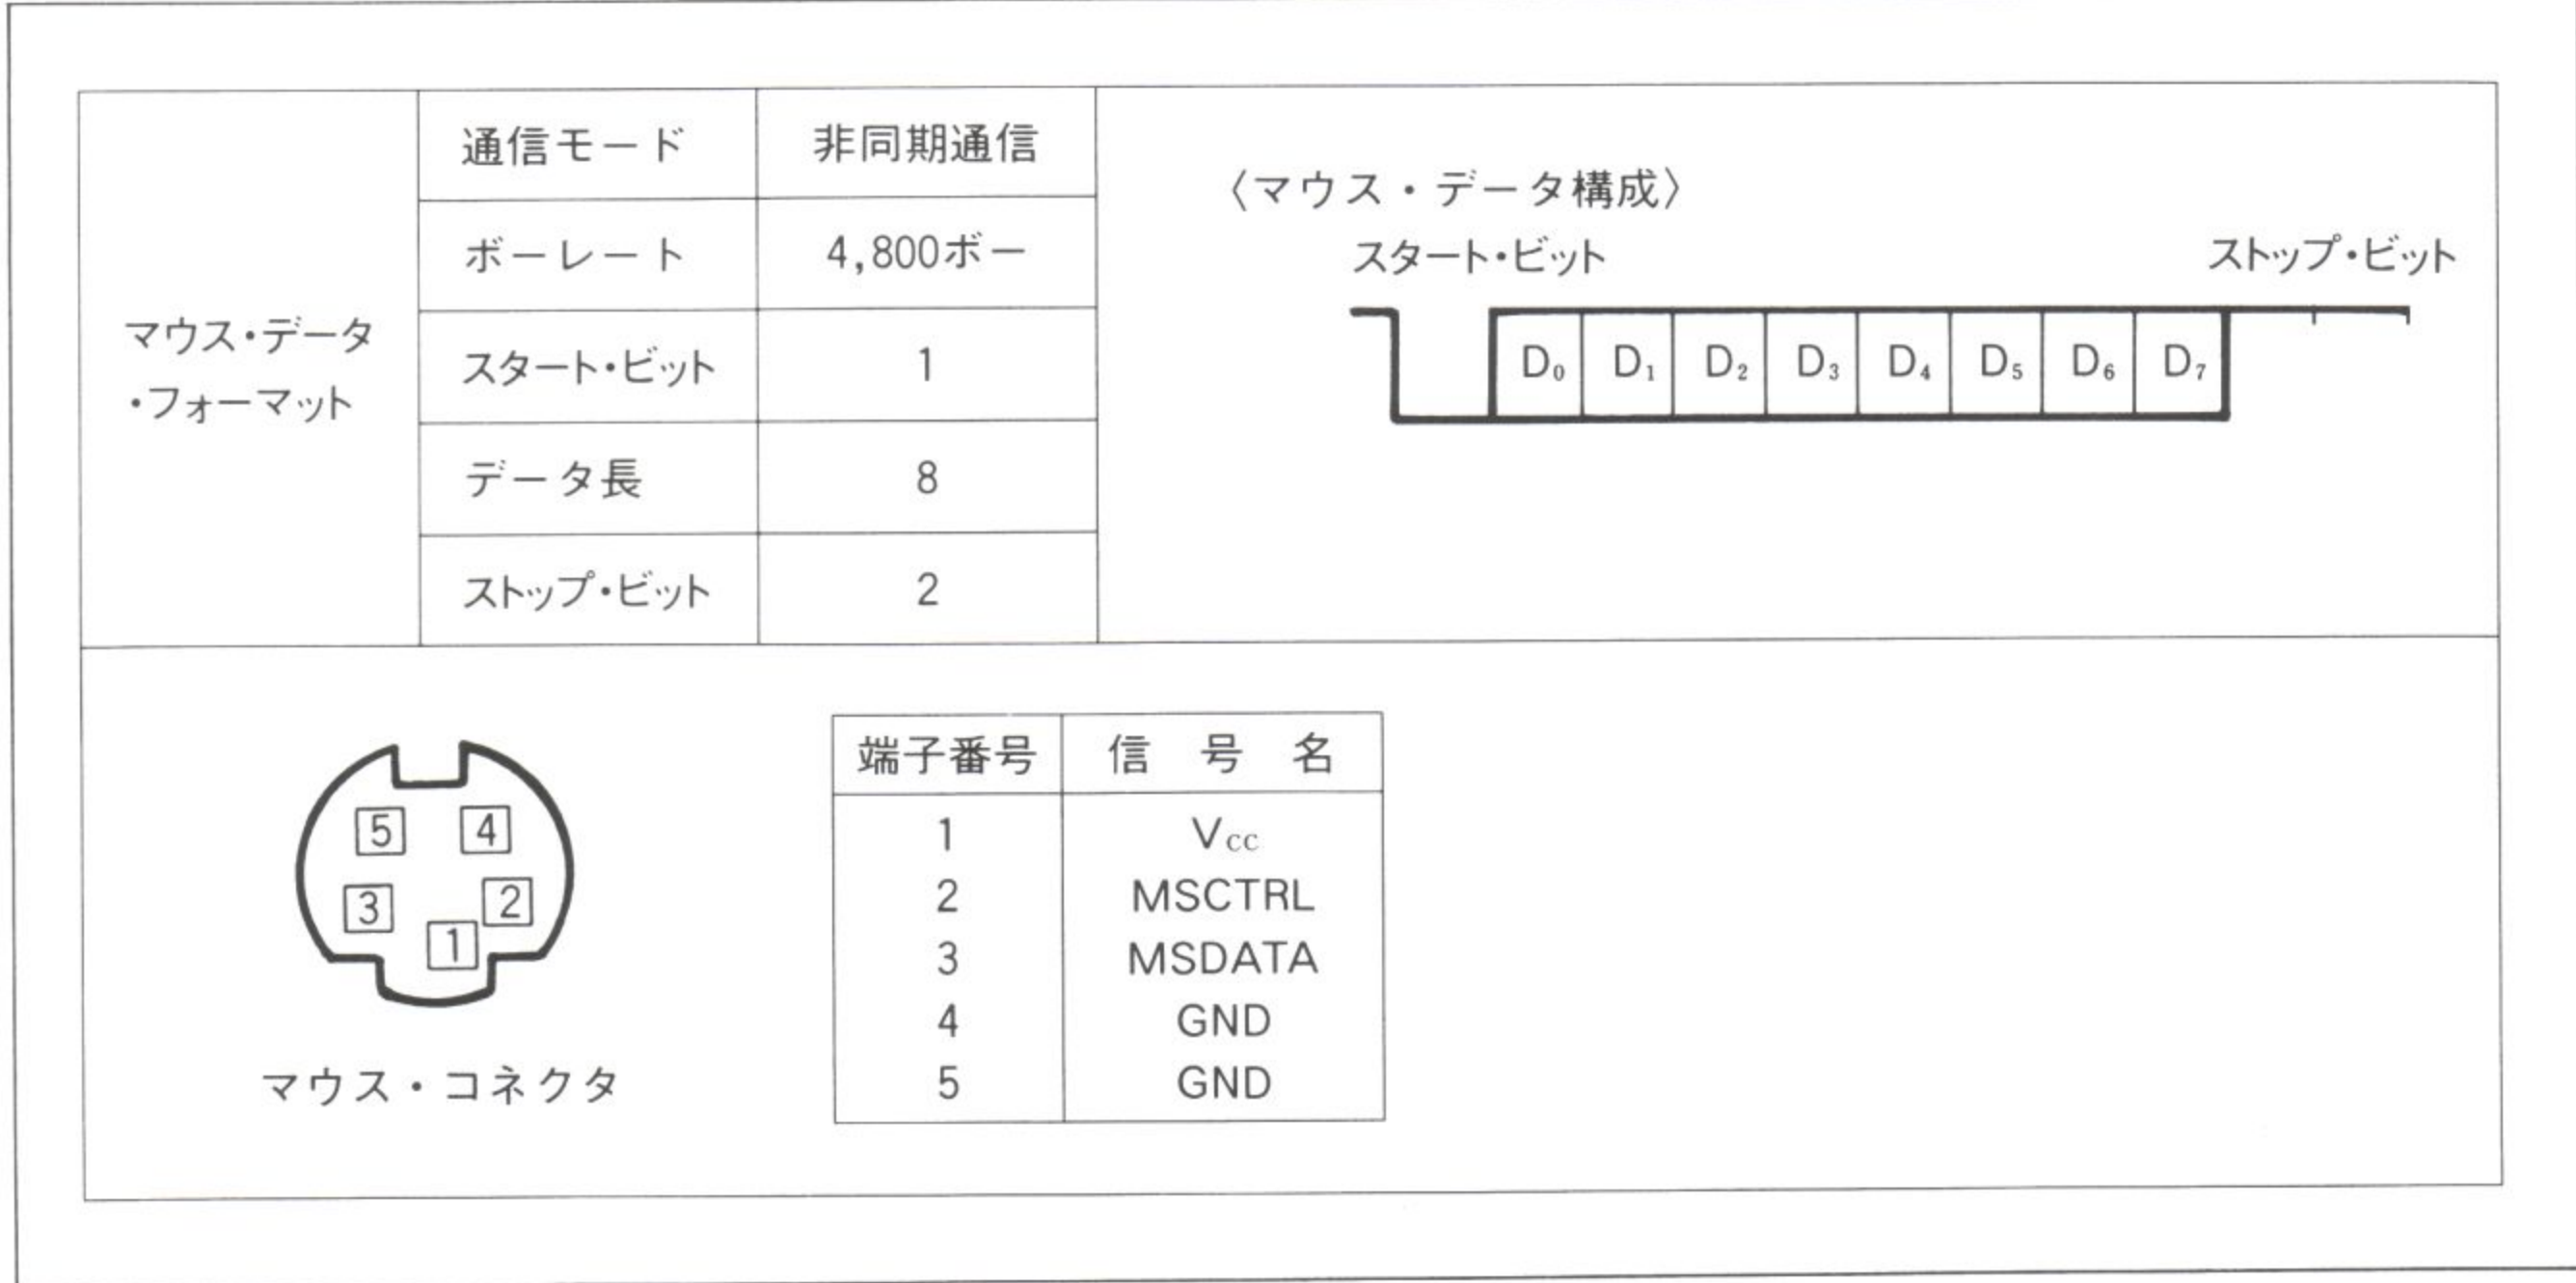 マウス・データ
・フォーマット
通信モード 非同期通信
ボーレート 4,800ボー
スタート・ビット 1
データ長 8
ストップ・ビット 2
〈マウス・データ構成〉
スタート・ビット ストップ・ビット
D₀ D₁ D₂ D₃ D₄ D₅ D₆ D₇
5 4
3 2
1
マウス・コネクタ
端子番号 信号名
1 Vcc
2 MSCTRL
3 MSDATA
4 GND
5 GND